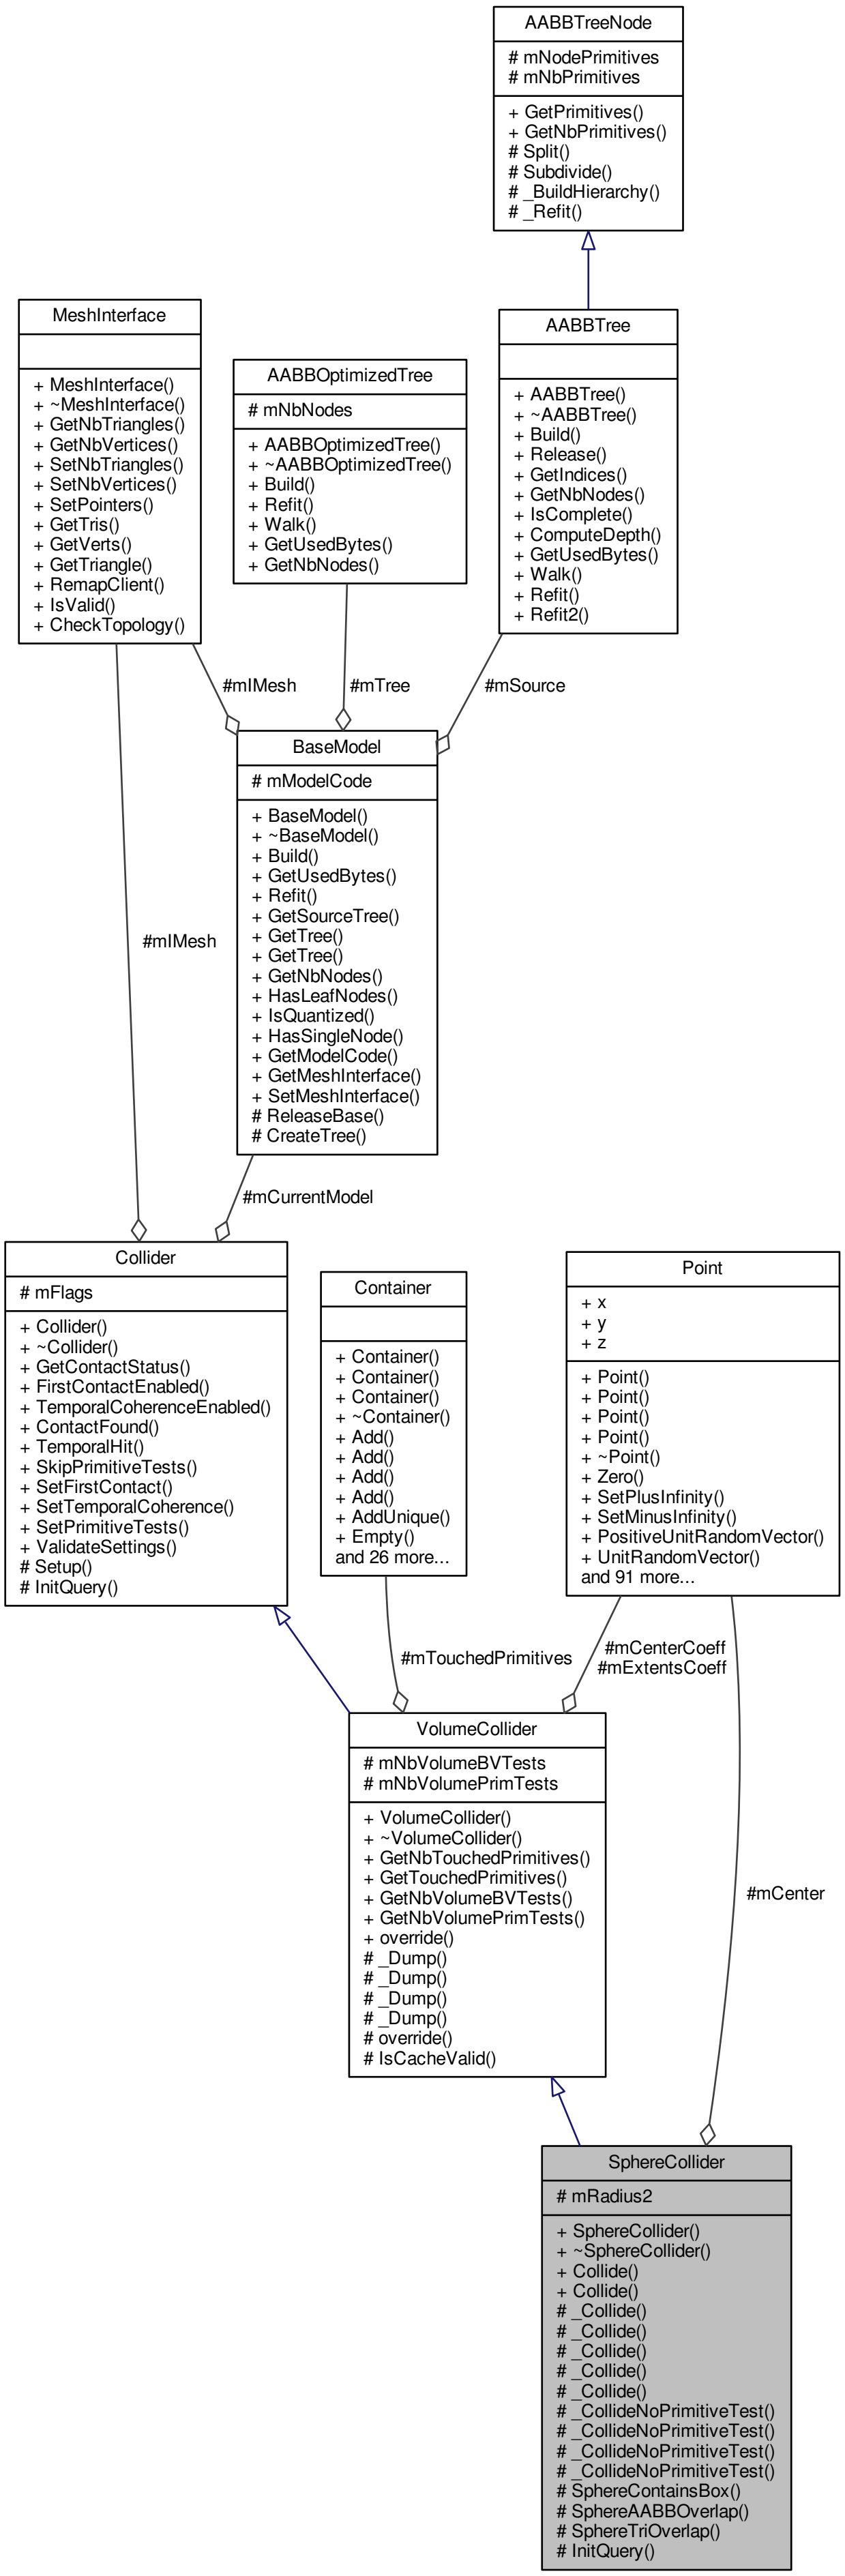 AABBTreeNode
# mNodePrimitives
# mNbPrimitives
+ GetPrimitives()
+ GetNbPrimitives()
# Split()
# Subdivide()
# _BuildHierarchy()
# _Refit()
MeshInterface
+ MeshInterface()
+ ~MeshInterface()
+ GetNbTriangles()
+ GetNbVertices()
+ SetNbTriangles()
+ SetNbVertices()
+ SetPointers()
+ GetTris()
+ GetVerts()
+ GetTriangle()
+ RemapClient()
+ IsValid()
+ CheckTopology()
AABBOptimizedTree
# mNbNodes
+ AABBOptimizedTree()
+ ~AABBOptimizedTree()
+ Build()
+ Refit()
+ Walk()
+ GetUsedBytes()
+ GetNbNodes()
AABBTree
+ AABBTree()
+ ~AABBTree()
+ Build()
+ Release()
+ GetIndices()
+ GetNbNodes()
+ IsComplete()
+ ComputeDepth()
+ GetUsedBytes()
+ Walk()
+ Refit()
+ Refit2()
#mIMesh
#mTree
#mSource
BaseModel
# mModelCode
+ BaseModel()
+ ~BaseModel()
+ Build()
+ GetUsedBytes()
+ Refit()
+ GetSourceTree()
+ GetTree()
+ GetTree()
+ GetNbNodes()
+ HasLeafNodes()
+ IsQuantized()
+ HasSingleNode()
+ GetModelCode()
+ GetMeshInterface()
+ SetMeshInterface()
# ReleaseBase()
# CreateTree()
#mIMesh
#mCurrentModel
Collider
# mFlags
+ Collider()
+ ~Collider()
+ GetContactStatus()
+ FirstContactEnabled()
+ TemporalCoherenceEnabled()
+ ContactFound()
+ TemporalHit()
+ SkipPrimitiveTests()
+ SetFirstContact()
+ SetTemporalCoherence()
+ SetPrimitiveTests()
+ ValidateSettings()
# Setup()
# InitQuery()
Container
+ Container()
+ Container()
+ Container()
+ ~Container()
+ Add()
+ Add()
+ Add()
+ Add()
+ AddUnique()
+ Empty()
and 26 more...
Point
+ x
+ y
+ z
+ Point()
+ Point()
+ Point()
+ Point()
+ ~Point()
+ Zero()
+ SetPlusInfinity()
+ SetMinusInfinity()
+ PositiveUnitRandomVector()
+ UnitRandomVector()
and 91 more...
#mTouchedPrimitives
#mCenterCoeff
#mExtentsCoeff
VolumeCollider
# mNbVolumeBVTests
# mNbVolumePrimTests
+ VolumeCollider()
+ ~VolumeCollider()
+ GetNbTouchedPrimitives()
+ GetTouchedPrimitives()
+ GetNbVolumeBVTests()
+ GetNbVolumePrimTests()
+ override()
# _Dump()
# _Dump()
# _Dump()
# _Dump()
# override()
# IsCacheValid()
#mCenter
SphereCollider
# mRadius2
+ SphereCollider()
+ ~SphereCollider()
+ Collide()
+ Collide()
# _Collide()
# _Collide()
# _Collide()
# _Collide()
# _Collide()
# _CollideNoPrimitiveTest()
# _CollideNoPrimitiveTest()
# _CollideNoPrimitiveTest()
# _CollideNoPrimitiveTest()
# SphereContainsBox()
# SphereAABBOverlap()
# SphereTriOverlap()
# InitQuery()